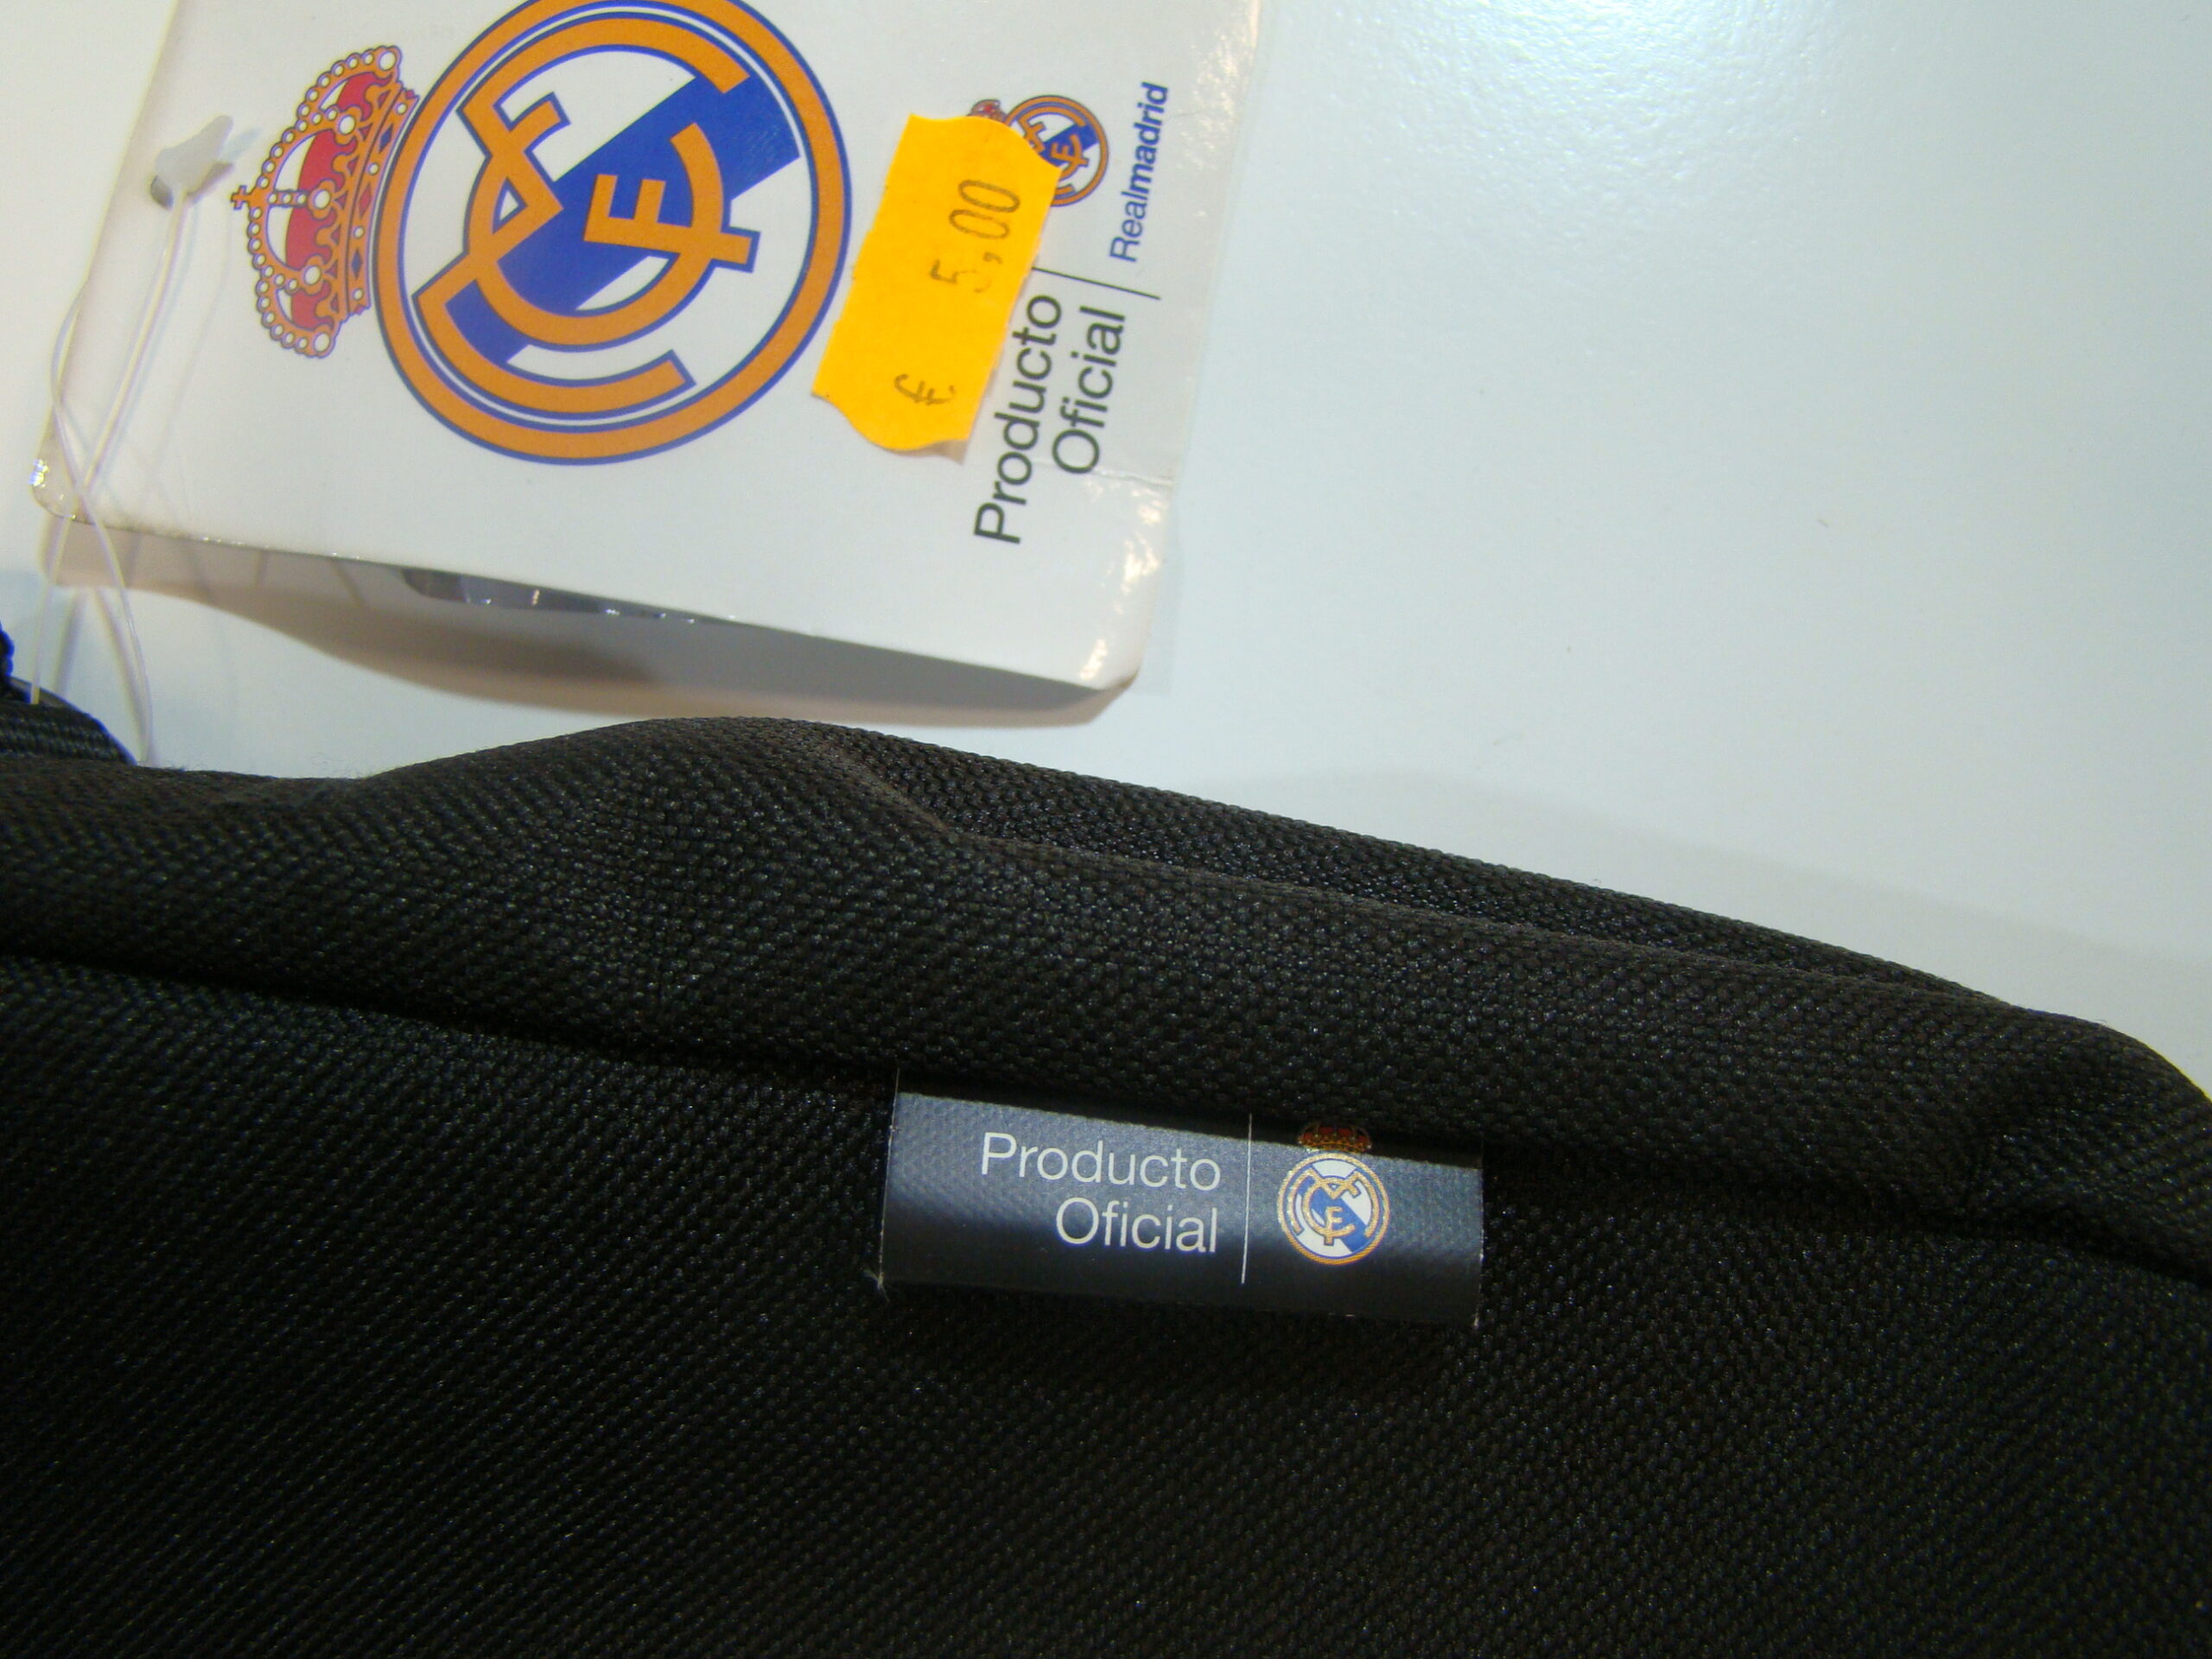 € 5,00
Producto
Oficial
Realmadrid
Producto
Oficial